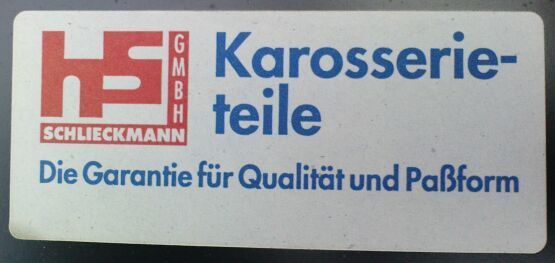 hs GMBH
SCHLIECKMANN
Karosserie-
teile
Die Garantie für Qualität und Paßform